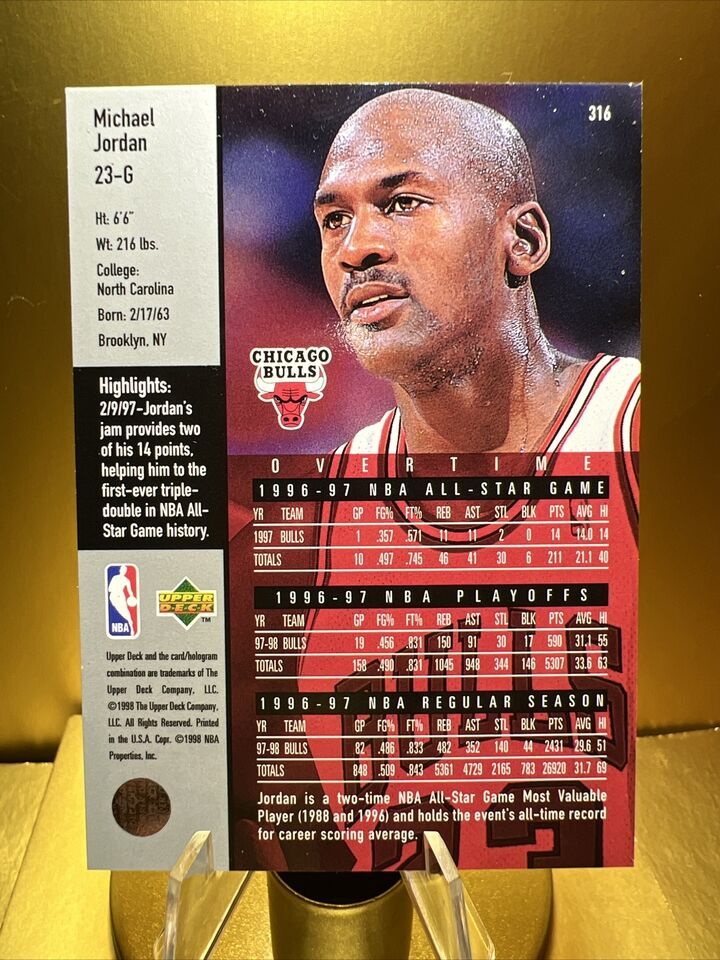 Michael
Jordan
23-G
Ht: 6'6"
Wt: 216 lbs.
College:
North Carolina
Born: 2/17/63
Brooklyn, NY
Highlights:
2/9/97-Jordan's
jam provides two
of his 14 points,
helping him to the
first-ever triple-
double in NBA All-
Star Game history.
NBA
UPPER
DECK
TM
Upper Deck and the card/hologram
combination are trademarks of The
Upper Deck Company, LLC.
©1998 The Upper Deck Company,
LLC. All Rights Reserved. Printed
in the U.S.A. Copr. ©1998 NBA
Properties, Inc.
316
CHICAGO
BULLS
OVERTIME
1996-97 NBA ALL-STAR GAME
YR TEAM GP FG% FT% REB AST STL BLK PTS AVG HI
1997 BULLS 1 .357 .571 11 11 2 0 14 14.0 14
TOTALS 10 .497 .745 46 41 30 6 211 21.1 40
1996-97 NBA PLAYOFFS
YR TEAM GP FG% FT% REB AST STL BLK PTS AVG HI
97-98 BULLS 19 .456 .831 150 91 30 17 590 31.1 55
TOTALS 158 .490 .831 1045 948 344 146 5307 33.6 63
1996-97 NBA REGULAR SEASON
YR TEAM GP FG% FT% REB AST STL BLK PTS AVG HI
97-98 BULLS 82 .486 .833 482 352 140 44 2431 29.6 51
TOTALS 848 .509 .843 5361 4729 2165 783 26920 31.7 69
Jordan is a two-time NBA All-Star Game Most Valuable
Player (1988 and 1996) and holds the event's all-time record
for career scoring average.
BULLS
23